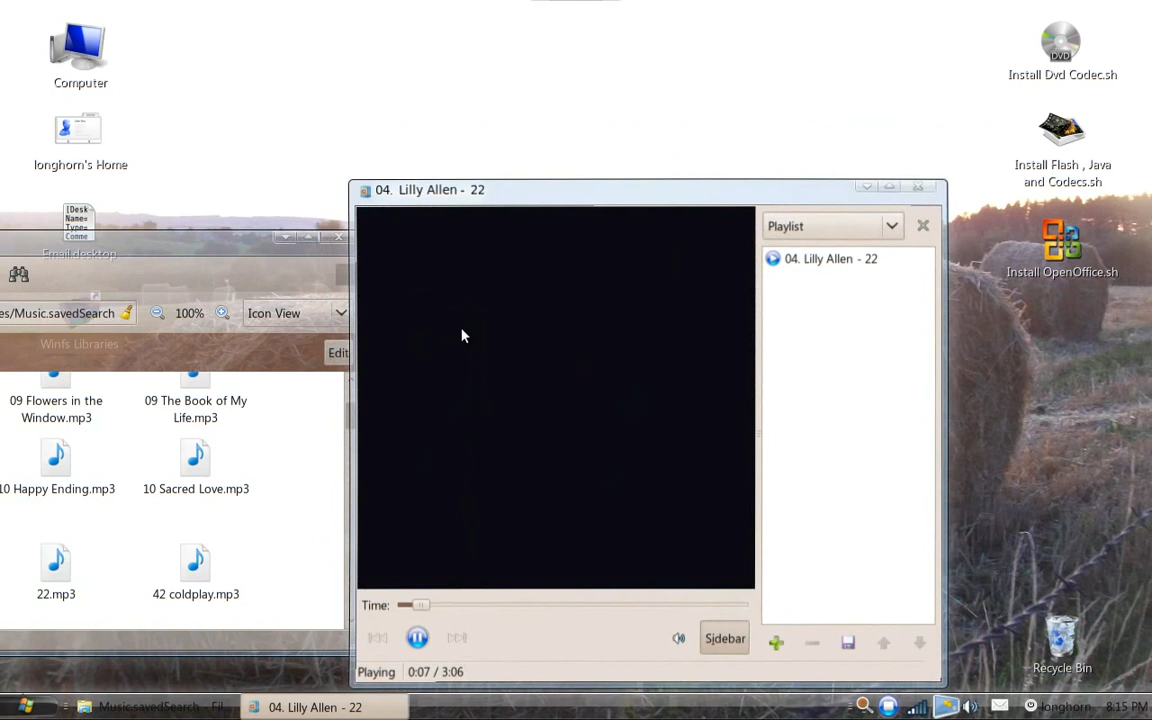 Computer
longhorn's Home
[Desk
Name=
Type=
Comme
Email.desktop
Install Dvd Codec.sh
DVD
Install Flash , Java
and Codecs.sh
Install OpenOffice.sh
Recycle Bin
es/Music.savedSearch
100%
Icon View
Winfs Libraries
Edit
09 Flowers in the
Window.mp3
09 The Book of My
Life.mp3
10 Happy Ending.mp3
10 Sacred Love.mp3
22.mp3
42 coldplay.mp3
04. Lilly Allen - 22
Playlist
04. Lilly Allen - 22
Time:
Sidebar
Playing
0:07 / 3:06
Music.savedSearch - Fil
04. Lilly Allen - 22
longhorn
8:15 PM